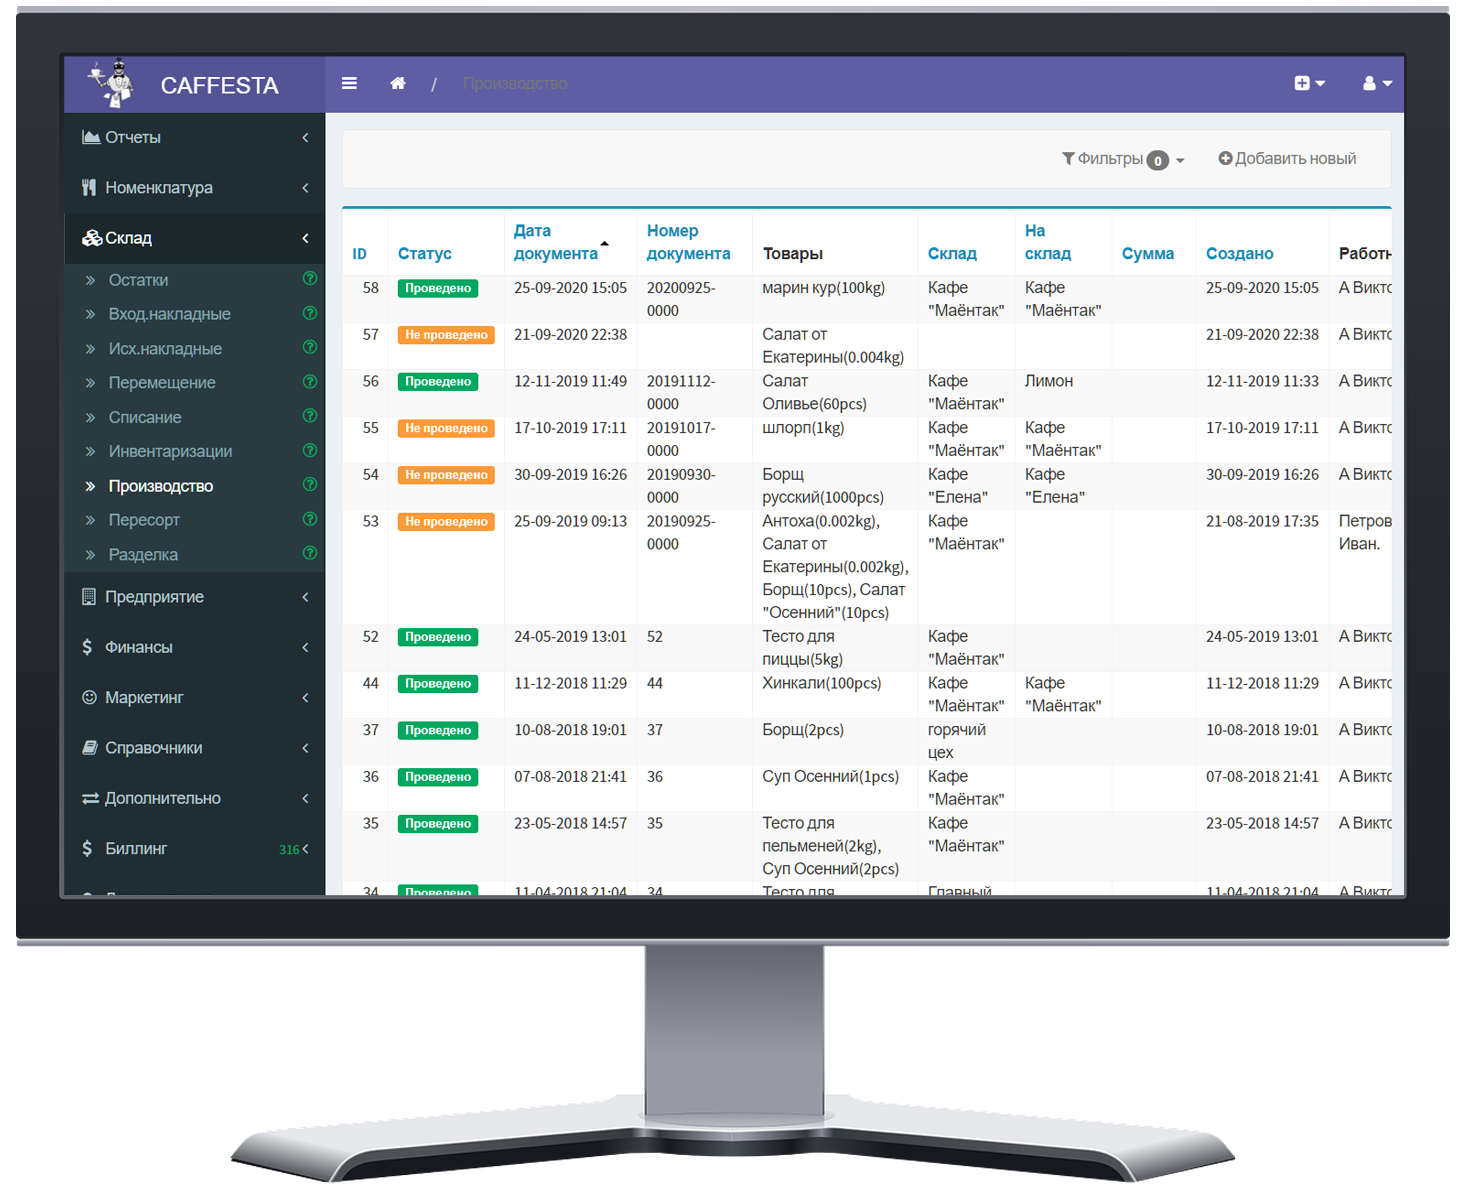 CAFFESTA
/ Производство
Отчеты
Номенклатура
Склад
Остатки
Вход.накладные
Исх.накладные
Перемещение
Списание
Инвентаризации
Производство
Пересорт
Разделка
Предприятие
Финансы
Маркетинг
Справочники
Дополнительно
Биллинг 316
Фильтры 0 Добавить новый
ID Статус Дата документа Номер документа Товары Склад На склад Сумма Создано Работн
58 Проведено 25-09-2020 15:05 20200925- марин кур(100kg) Кафе Кафе 25-09-2020 15:05 А Викто
0000 "Маёнтак" "Маёнтак"
57 Не проведено 21-09-2020 22:38 Салат от 21-09-2020 22:38 А Викто
Екатерины(0.004kg)
56 Проведено 12-11-2019 11:49 20191112- Салат Кафе Лимон 12-11-2019 11:33 А Викто
0000 Оливье(60pcs) "Маёнтак"
55 Не проведено 17-10-2019 17:11 20191017- шлорп(1kg) Кафе Кафе 17-10-2019 17:11 А Викто
0000 "Маёнтак" "Маёнтак"
54 Не проведено 30-09-2019 16:26 20190930- Борщ Кафе Кафе 30-09-2019 16:26 А Викто
0000 русский(1000pcs) "Елена" "Елена"
53 Не проведено 25-09-2019 09:13 20190925- Антоха(0.002kg), Кафе 21-08-2019 17:35 Петров
0000 Салат от "Маёнтак" Иван.
Екатерины(0.002kg),
Борщ(10pcs), Салат
"Осенний"(10pcs)
52 Проведено 24-05-2019 13:01 52 Тесто для Кафе 24-05-2019 13:01 А Викто
пиццы(5kg) "Маёнтак"
44 Проведено 11-12-2018 11:29 44 Хинкали(100pcs) Кафе Кафе 11-12-2018 11:29 А Викто
"Маёнтак" "Маёнтак"
37 Проведено 10-08-2018 19:01 37 Борщ(2pcs) горячий 10-08-2018 19:01 А Викто
цех
36 Проведено 07-08-2018 21:41 36 Суп Осенний(1pcs) Кафе 07-08-2018 21:41 А Викто
"Маёнтак"
35 Проведено 23-05-2018 14:57 35 Тесто для Кафе 23-05-2018 14:57 А Викто
пельменей(2kg), "Маёнтак"
Суп Осенний(2pcs)
34 Проведено 11-04-2018 21:04 34 Тесто для Главный 11-04-2018 21:04 А Викто